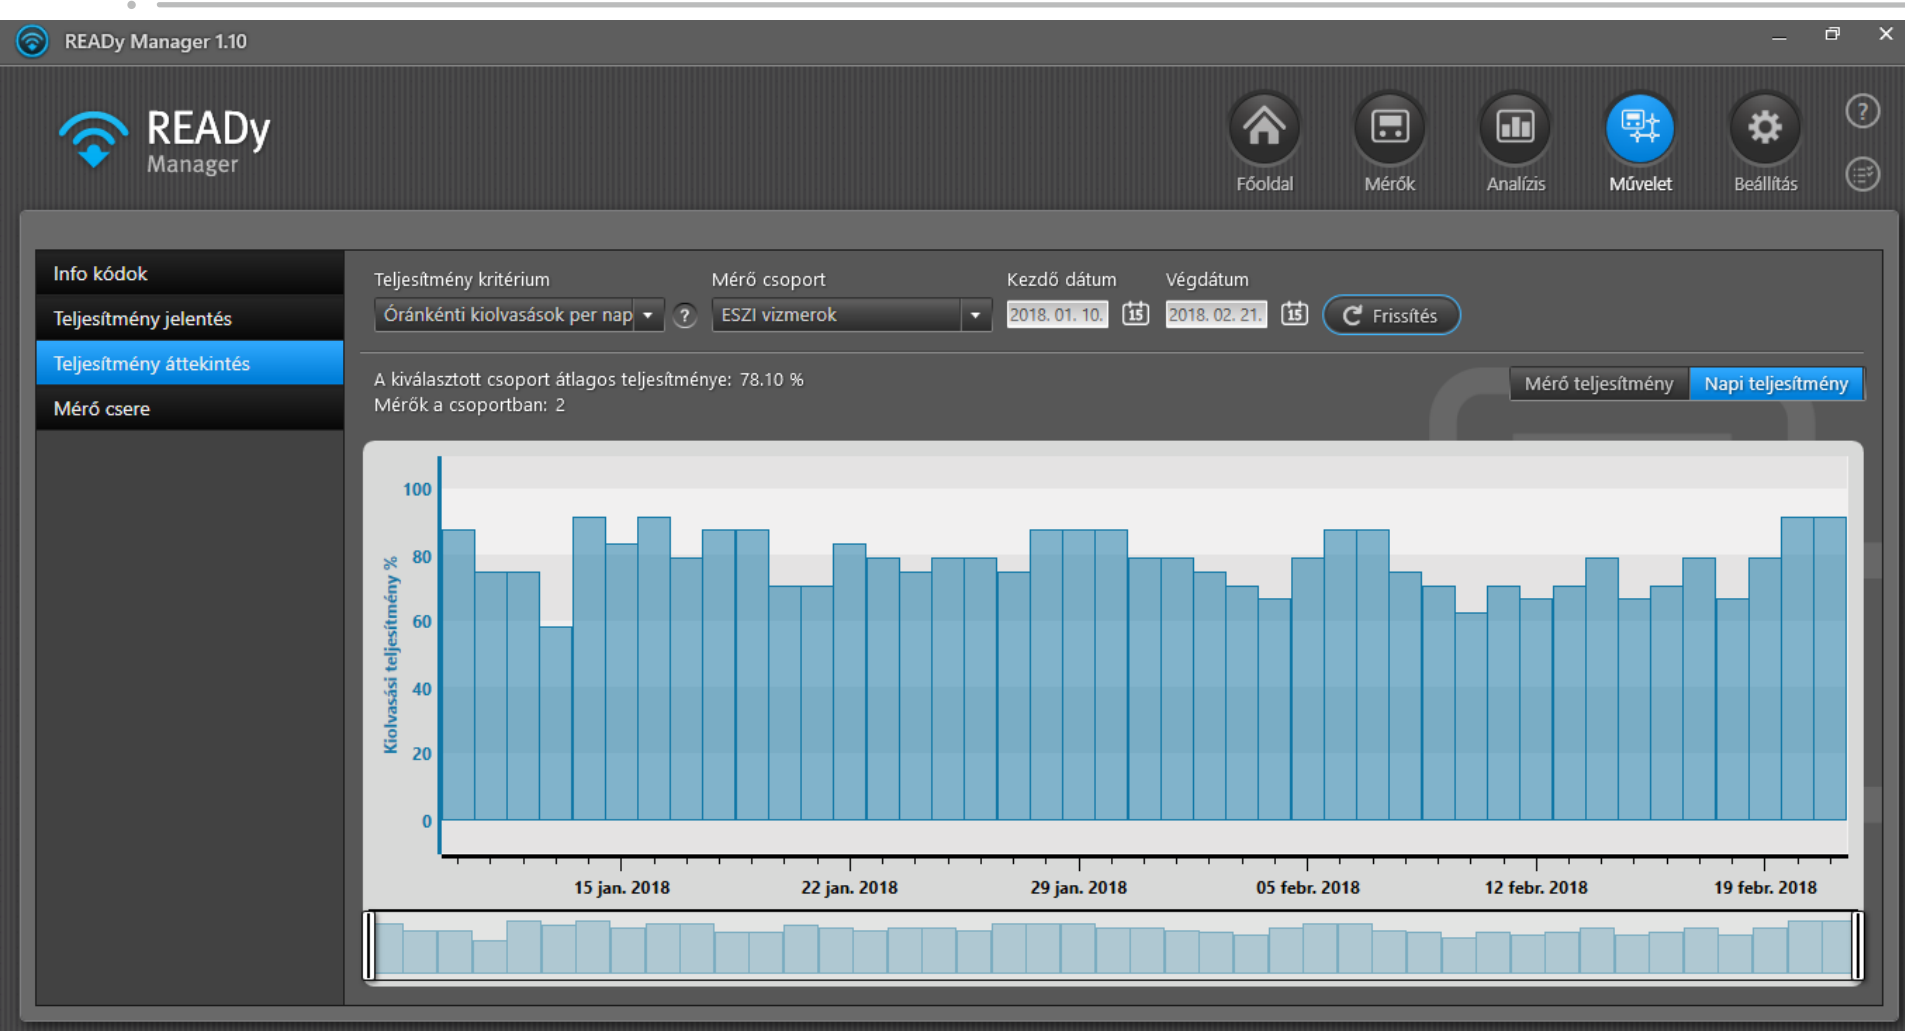 READy Manager 1.10
READy
Manager
Főoldal
Mérők
Analízis
Művelet
Beállítás
?
Info kódok
Teljesítmény jelentés
Teljesítmény áttekintés
Mérő csere
Teljesítmény kritérium
Mérő csoport
Kezdő dátum
Végdátum
Óránkénti kiolvasások per nap
?
ESZI vizmerok
2018. 01. 10.
15
2018. 02. 21.
15
Frissítés
A kiválasztott csoport átlagos teljesítménye: 78.10 %
Mérők a csoportban: 2
Mérő teljesítmény
Napi teljesítmény
Kiolvasási teljesítmény %
100
80
60
40
20
0
15 jan. 2018
22 jan. 2018
29 jan. 2018
05 febr. 2018
12 febr. 2018
19 febr. 2018